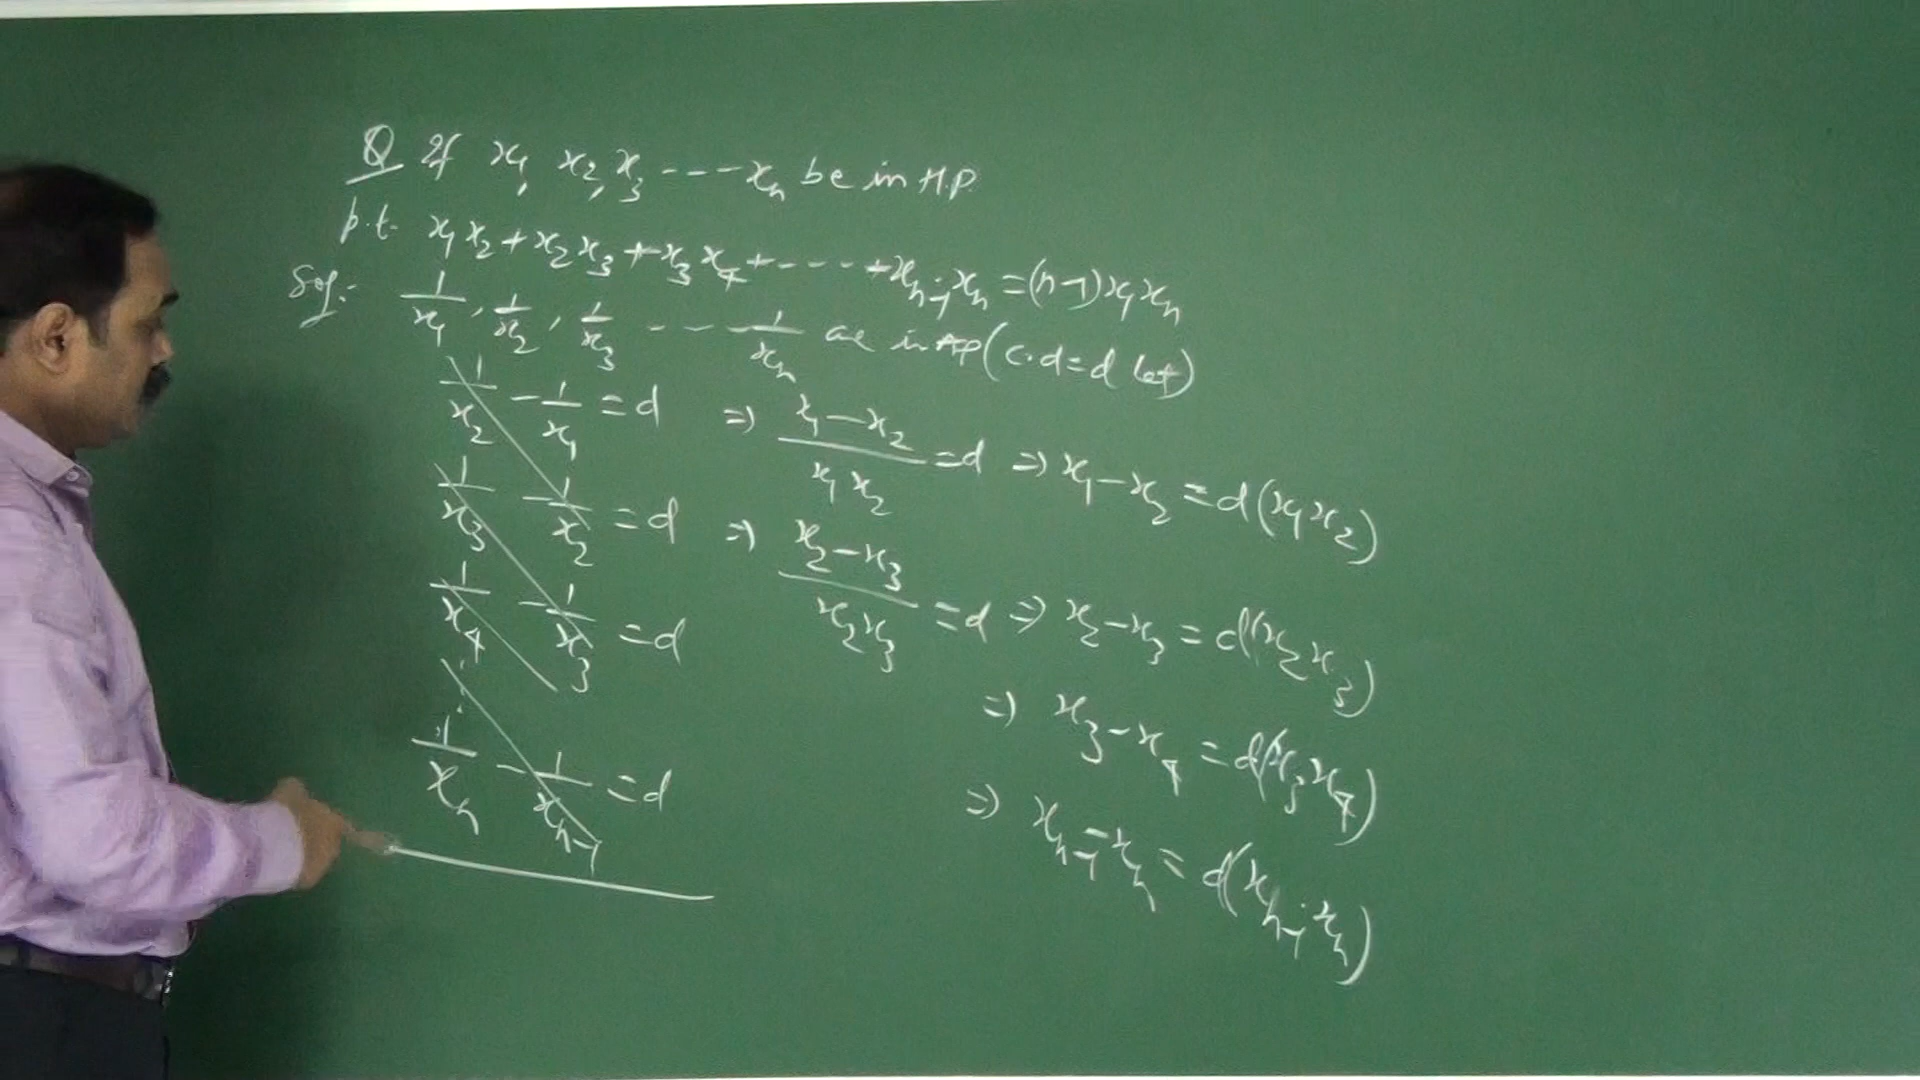 Q If x₁, x₂, x₃ ---- xₙ be in H.P.
p.t. x₁x₂ + x₂x₃ + x₃x₄ + ---- + xₙ₋₁xₙ = (n-1)x₁xₙ
Sol:- 1/x₁, 1/x₂, 1/x₃ ---- 1/xₙ are in AP (c.d = d let)
1/x₂ - 1/x₁ = d ⇒ (x₁ - x₂)/(x₁x₂) = d ⇒ x₁ - x₂ = d(x₁x₂)
1/x₃ - 1/x₂ = d ⇒ (x₂ - x₃)/(x₂x₃) = d ⇒ x₂ - x₃ = d(x₂x₃)
1/x₄ - 1/x₃ = d ⇒ x₃ - x₄ = d(x₃x₄)
1/xₙ - 1/xₙ₋₁ = d ⇒ xₙ₋₁ - xₙ = d(xₙ₋₁.xₙ)